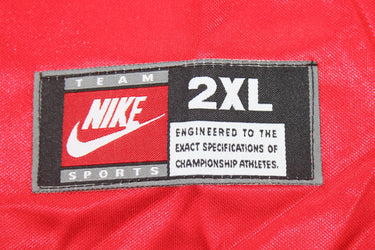 TEAM
NIKE
SPORTS
2XL
ENGINEERED TO THE
EXACT SPECIFICATIONS OF
CHAMPIONSHIP ATHLETES.